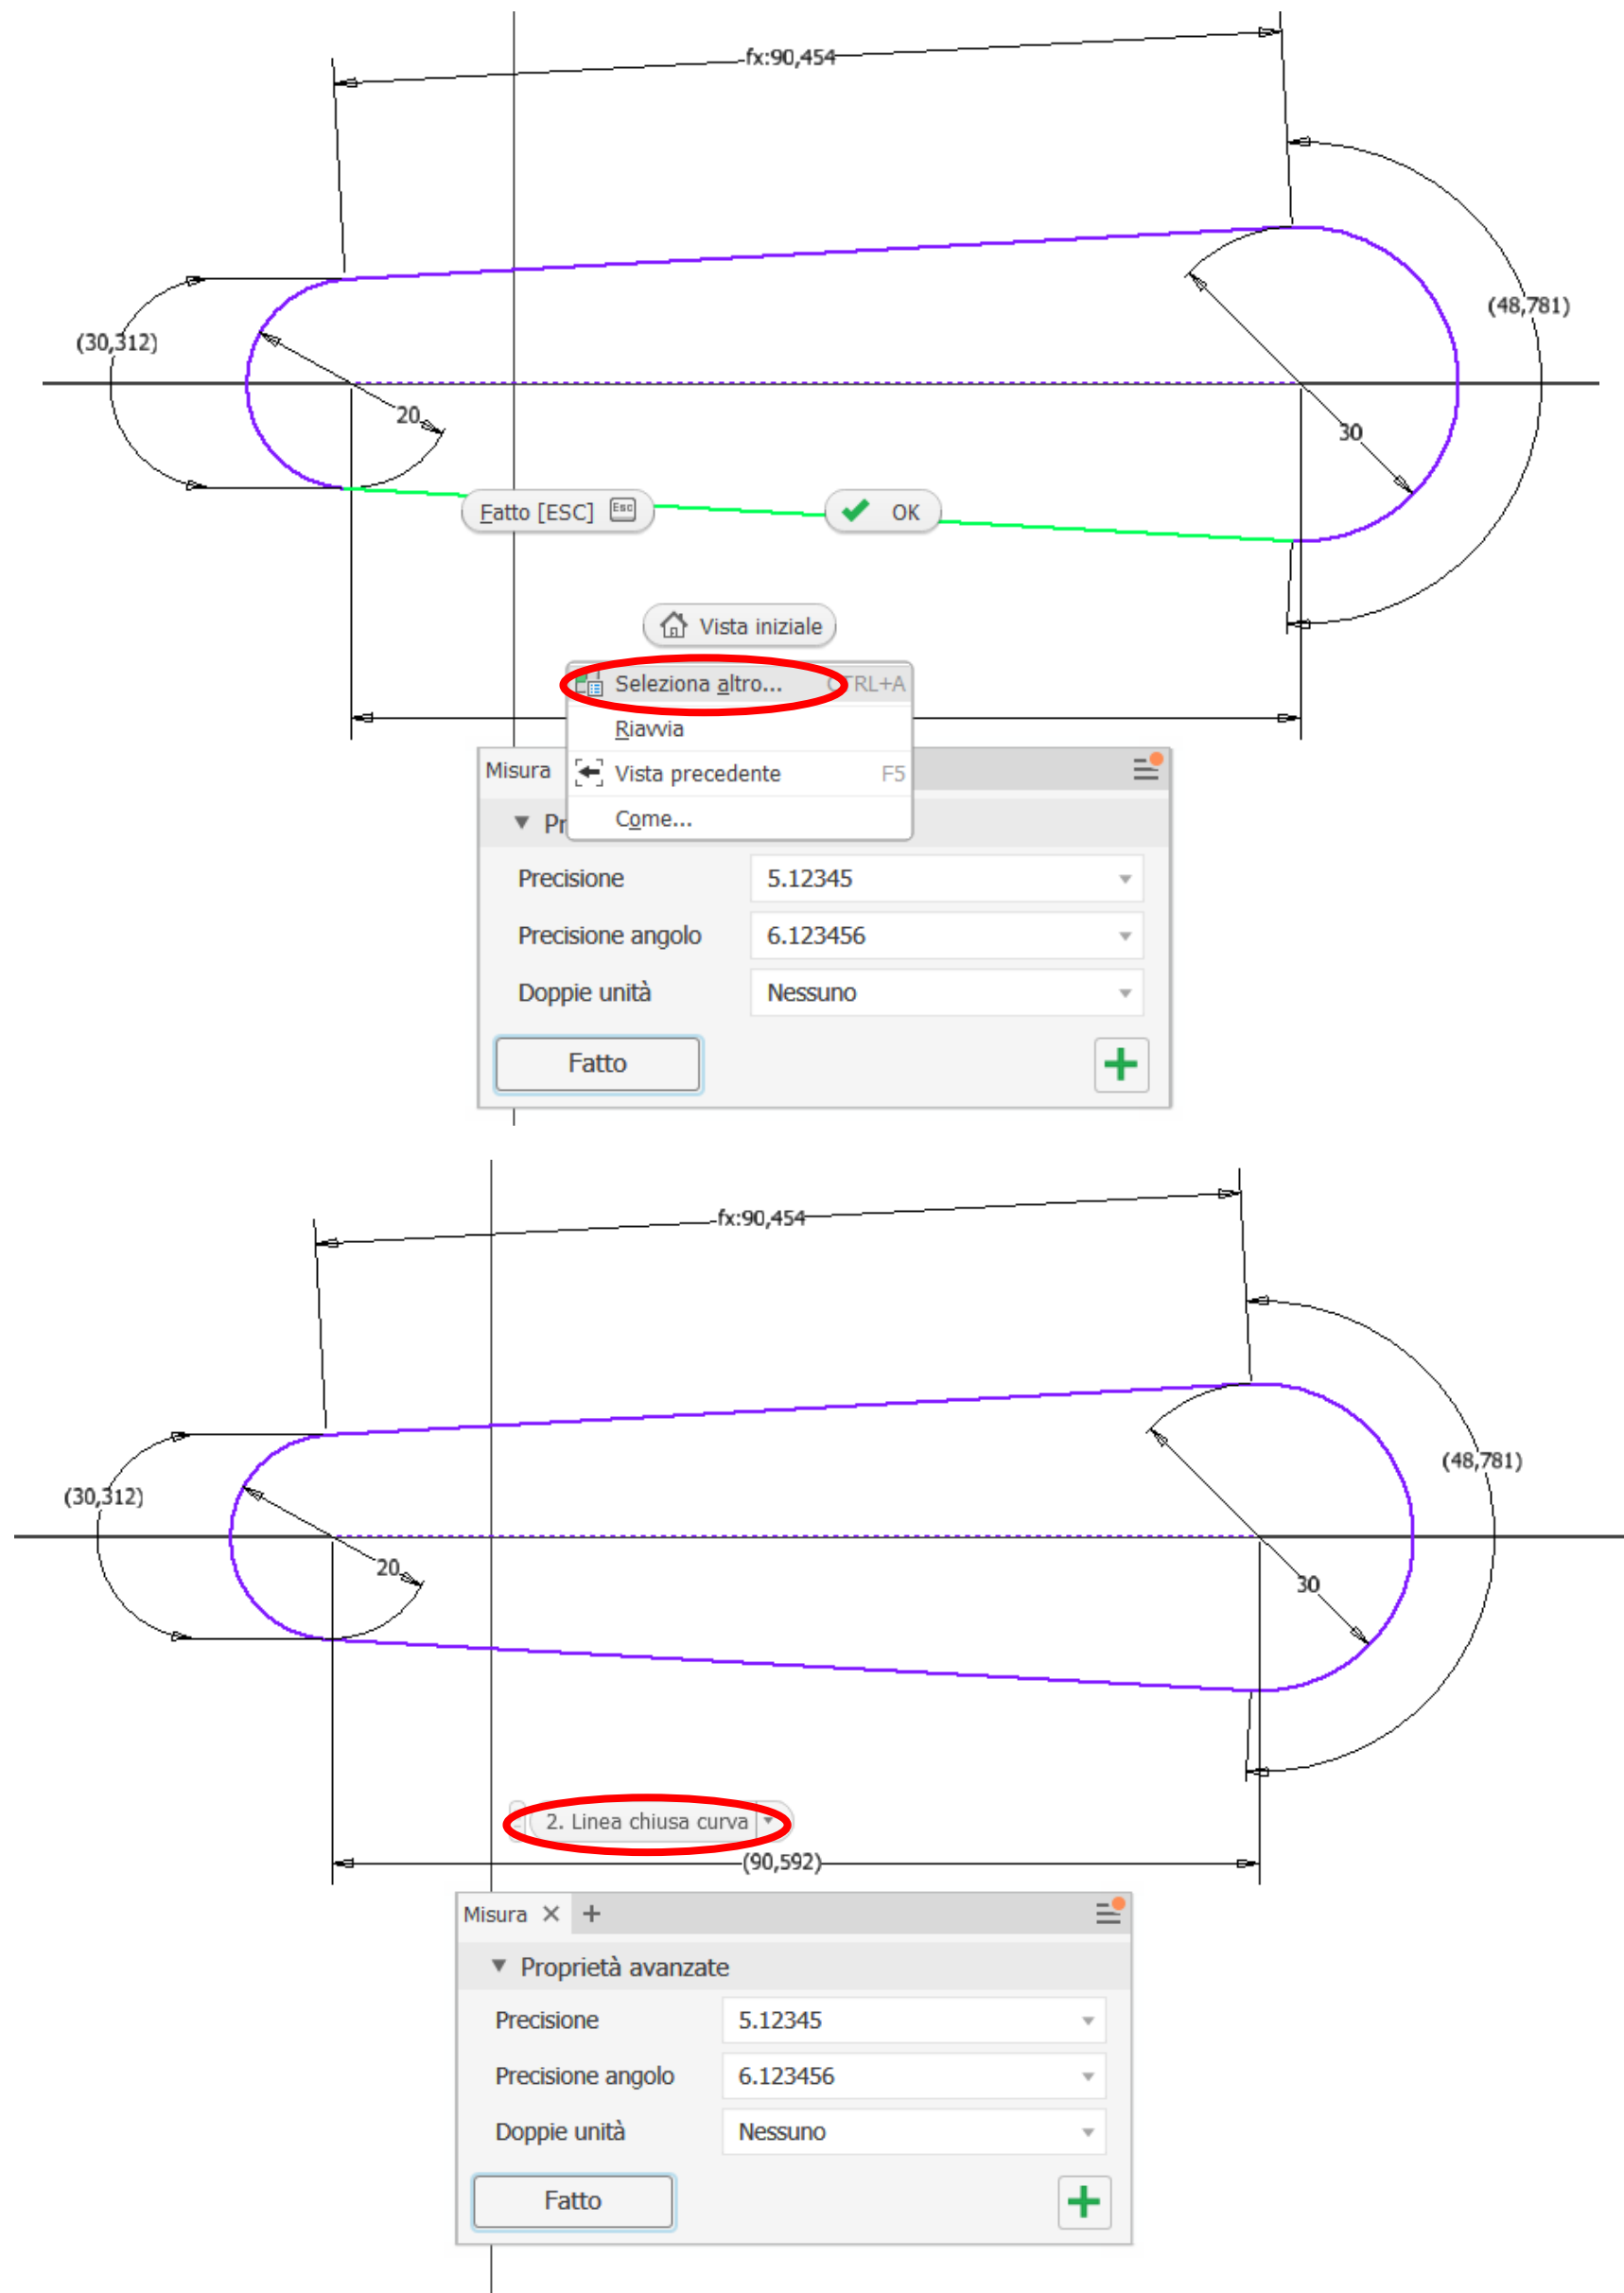 fx:90,454
(48,781)
(30,312)
20
30
Fatto [ESC] Esc
OK
Vista iniziale
Seleziona altro... CTRL+A
Riavvia
Misura
Vista precedente F5
Pr
Come...
Precisione 5.12345
Precisione angolo 6.123456
Doppie unità Nessuno
Fatto
fx:90,454
(48,781)
(30,312)
20
30
2. Linea chiusa curva
(90,592)
Misura
Proprietà avanzate
Precisione 5.12345
Precisione angolo 6.123456
Doppie unità Nessuno
Fatto